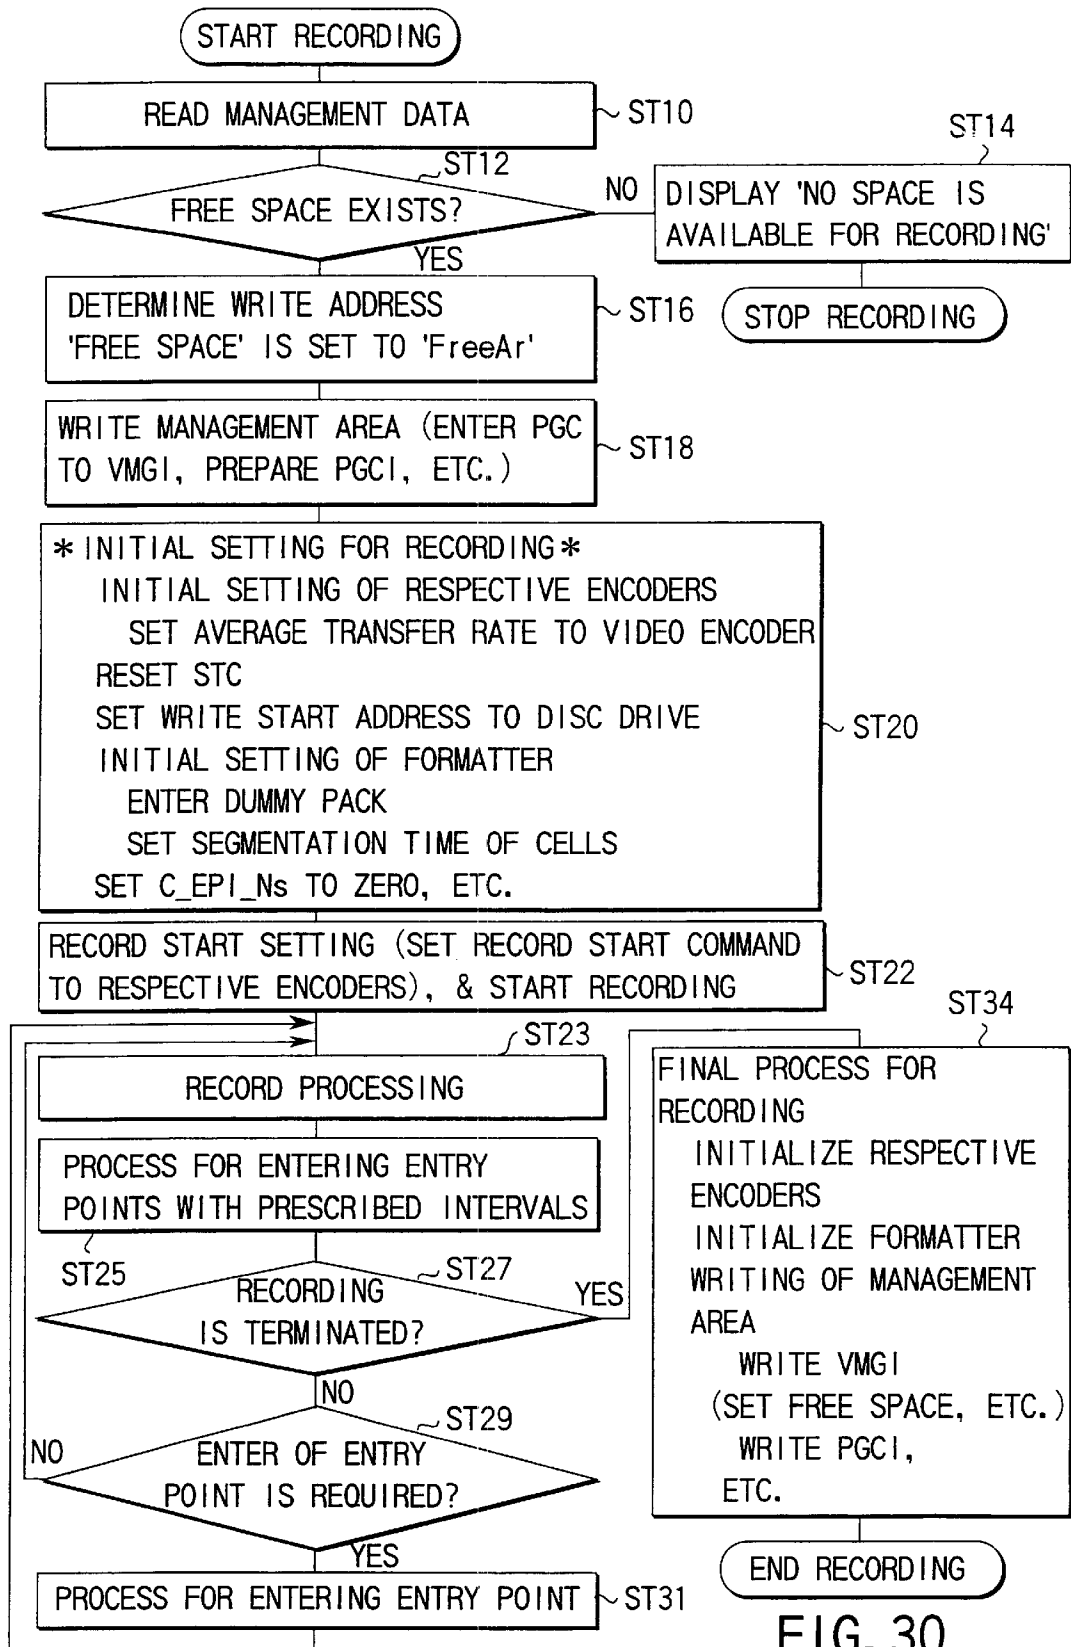 START RECORDING
READ MANAGEMENT DATA
ST10
ST12
FREE SPACE EXISTS?
NO
YES
ST14
DISPLAY 'NO SPACE IS
AVAILABLE FOR RECORDING'
STOP RECORDING
DETERMINE WRITE ADDRESS
'FREE SPACE' IS SET TO 'FreeAr'
ST16
WRITE MANAGEMENT AREA (ENTER PGC
TO VMGI, PREPARE PGCI, ETC.)
ST18
* INITIAL SETTING FOR RECORDING *
INITIAL SETTING OF RESPECTIVE ENCODERS
SET AVERAGE TRANSFER RATE TO VIDEO ENCODER
RESET STC
SET WRITE START ADDRESS TO DISC DRIVE
INITIAL SETTING OF FORMATTER
ENTER DUMMY PACK
SET SEGMENTATION TIME OF CELLS
SET C_EPI_Ns TO ZERO, ETC.
ST20
RECORD START SETTING (SET RECORD START COMMAND
TO RESPECTIVE ENCODERS), & START RECORDING
ST22
ST23
RECORD PROCESSING
PROCESS FOR ENTERING ENTRY
POINTS WITH PRESCRIBED INTERVALS
ST25
ST27
RECORDING
IS TERMINATED?
YES
NO
ST29
ENTER OF ENTRY
POINT IS REQUIRED?
NO
YES
PROCESS FOR ENTERING ENTRY POINT
ST31
ST34
FINAL PROCESS FOR
RECORDING
INITIALIZE RESPECTIVE
ENCODERS
INITIALIZE FORMATTER
WRITING OF MANAGEMENT
AREA
WRITE VMGI
(SET FREE SPACE, ETC.)
WRITE PGCI,
ETC.
END RECORDING
FIG. 30